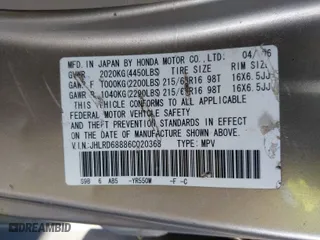 MFD. IN JAPAN BY HONDA MOTOR CO., LTD. 04/
GVWR 2020KG(4450LBS) TIRE SIZE RIM SIZE
GAWR F 1000KG(2200LBS) 215/65R16 98T 16X6.5JJ
GAWR R 1040KG(2290LBS) 215/65R16 98T 16X6.5JJ
THIS VEHICLE CONFORMS TO ALL APPLICABLE
FEDERAL MOTOR VEHICLE SAFETY
AND THEFT PREVENTION STANDARDS IN EFFECT
ON THE DATE OF MANUFACTURE SHOWN ABOVE.
V.I.N: JHLRD68886C020368 TYPE: MPV
S9B 6 ABS -YR550M -F -C